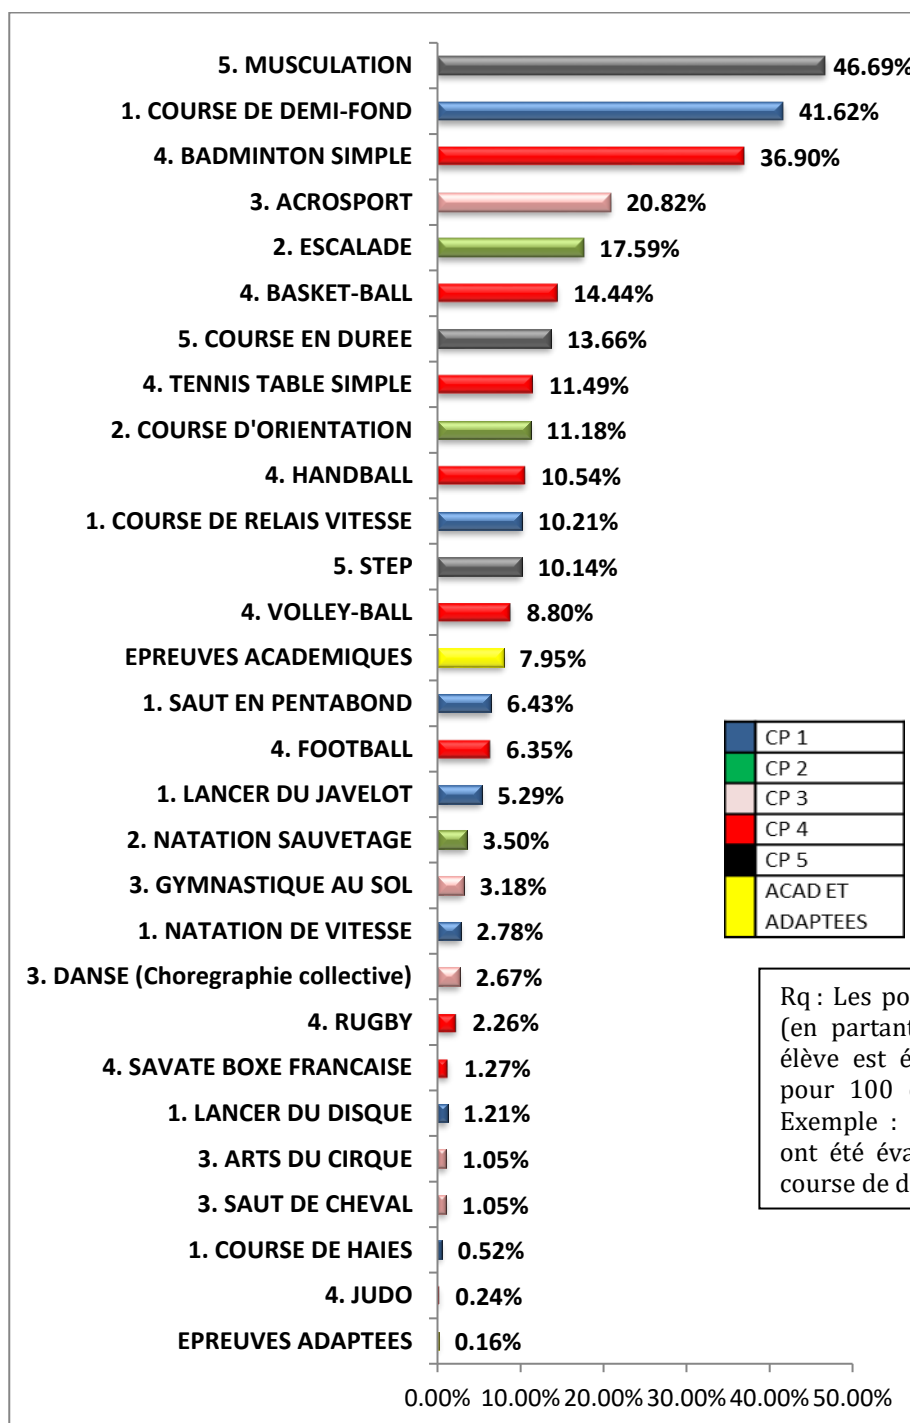 5. MUSCULATION 46.69%
1. COURSE DE DEMI-FOND 41.62%
4. BADMINTON SIMPLE 36.90%
3. ACROSPORT 20.82%
2. ESCALADE 17.59%
4. BASKET-BALL 14.44%
5. COURSE EN DUREE 13.66%
4. TENNIS TABLE SIMPLE 11.49%
2. COURSE D'ORIENTATION 11.18%
4. HANDBALL 10.54%
1. COURSE DE RELAIS VITESSE 10.21%
5. STEP 10.14%
4. VOLLEY-BALL 8.80%
EPREUVES ACADEMIQUES 7.95%
1. SAUT EN PENTABOND 6.43%
4. FOOTBALL 6.35%
1. LANCER DU JAVELOT 5.29%
2. NATATION SAUVETAGE 3.50%
3. GYMNASTIQUE AU SOL 3.18%
1. NATATION DE VITESSE 2.78%
3. DANSE (Choregraphie collective) 2.67%
4. RUGBY 2.26%
4. SAVATE BOXE FRANCAISE 1.27%
1. LANCER DU DISQUE 1.21%
3. ARTS DU CIRQUE 1.05%
3. SAUT DE CHEVAL 1.05%
1. COURSE DE HAIES 0.52%
4. JUDO 0.24%
EPREUVES ADAPTEES 0.16%
0.00% 10.00% 20.00% 30.00% 40.00% 50.00%
CP 1
CP 2
CP 3
CP 4
CP 5
ACAD ET
ADAPTEES
Rq : Les po
(en partant
élève est é
pour 100
Exemple :
ont été éva
course de d